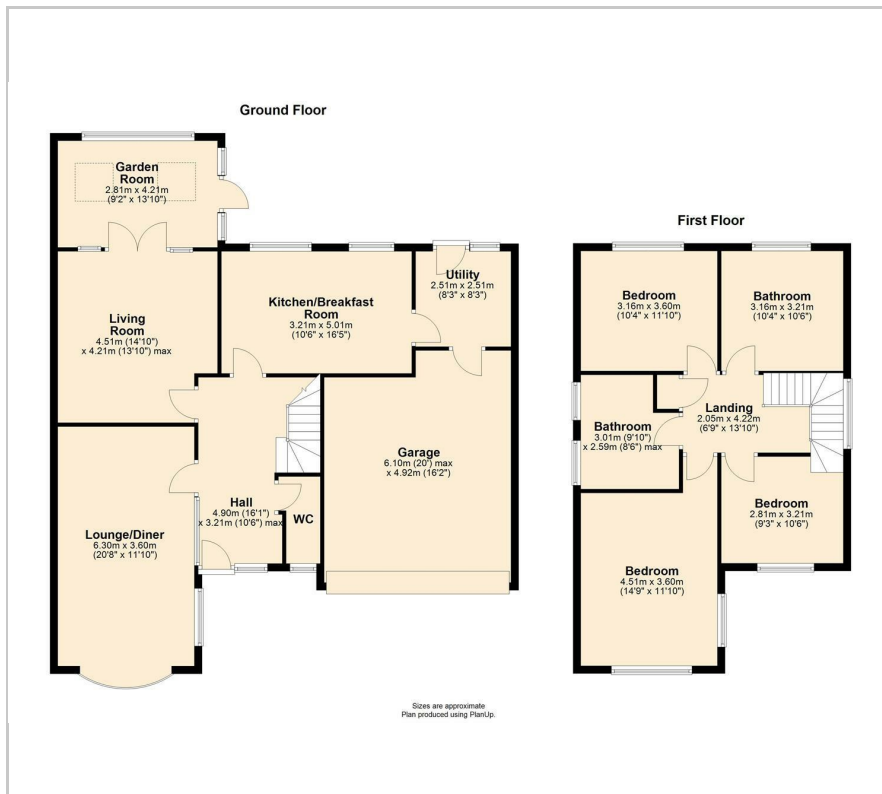 Ground Floor
Garden
Room
2.81m x 4.21m
(9'2" x 13'10")
Living
Room
4.51m (14'10")
x 4.21m (13'10") max
Kitchen/Breakfast
Room
3.21m x 5.01m
(10'6" x 16'5")
Utility
2.51m x 2.51m
(8'3" x 8'3")
Garage
6.10m (20') max
x 4.92m (16'2")
Hall
4.90m (16'1")
x 3.21m (10'6") max
WC
Lounge/Diner
6.30m x 3.60m
(20'8" x 11'10")
First Floor
Bedroom
3.16m x 3.60m
(10'4" x 11'10")
Bathroom
3.16m x 3.21m
(10'4" x 10'6")
Landing
2.05m x 4.22m
(6'9" x 13'10")
Bathroom
3.01m (9'10")
x 2.59m (8'6") max
Bedroom
2.81m x 3.21m
(9'3" x 10'6")
Bedroom
4.51m x 3.60m
(14'9" x 11'10")
Sizes are approximate
Plan produced using PlanUp.